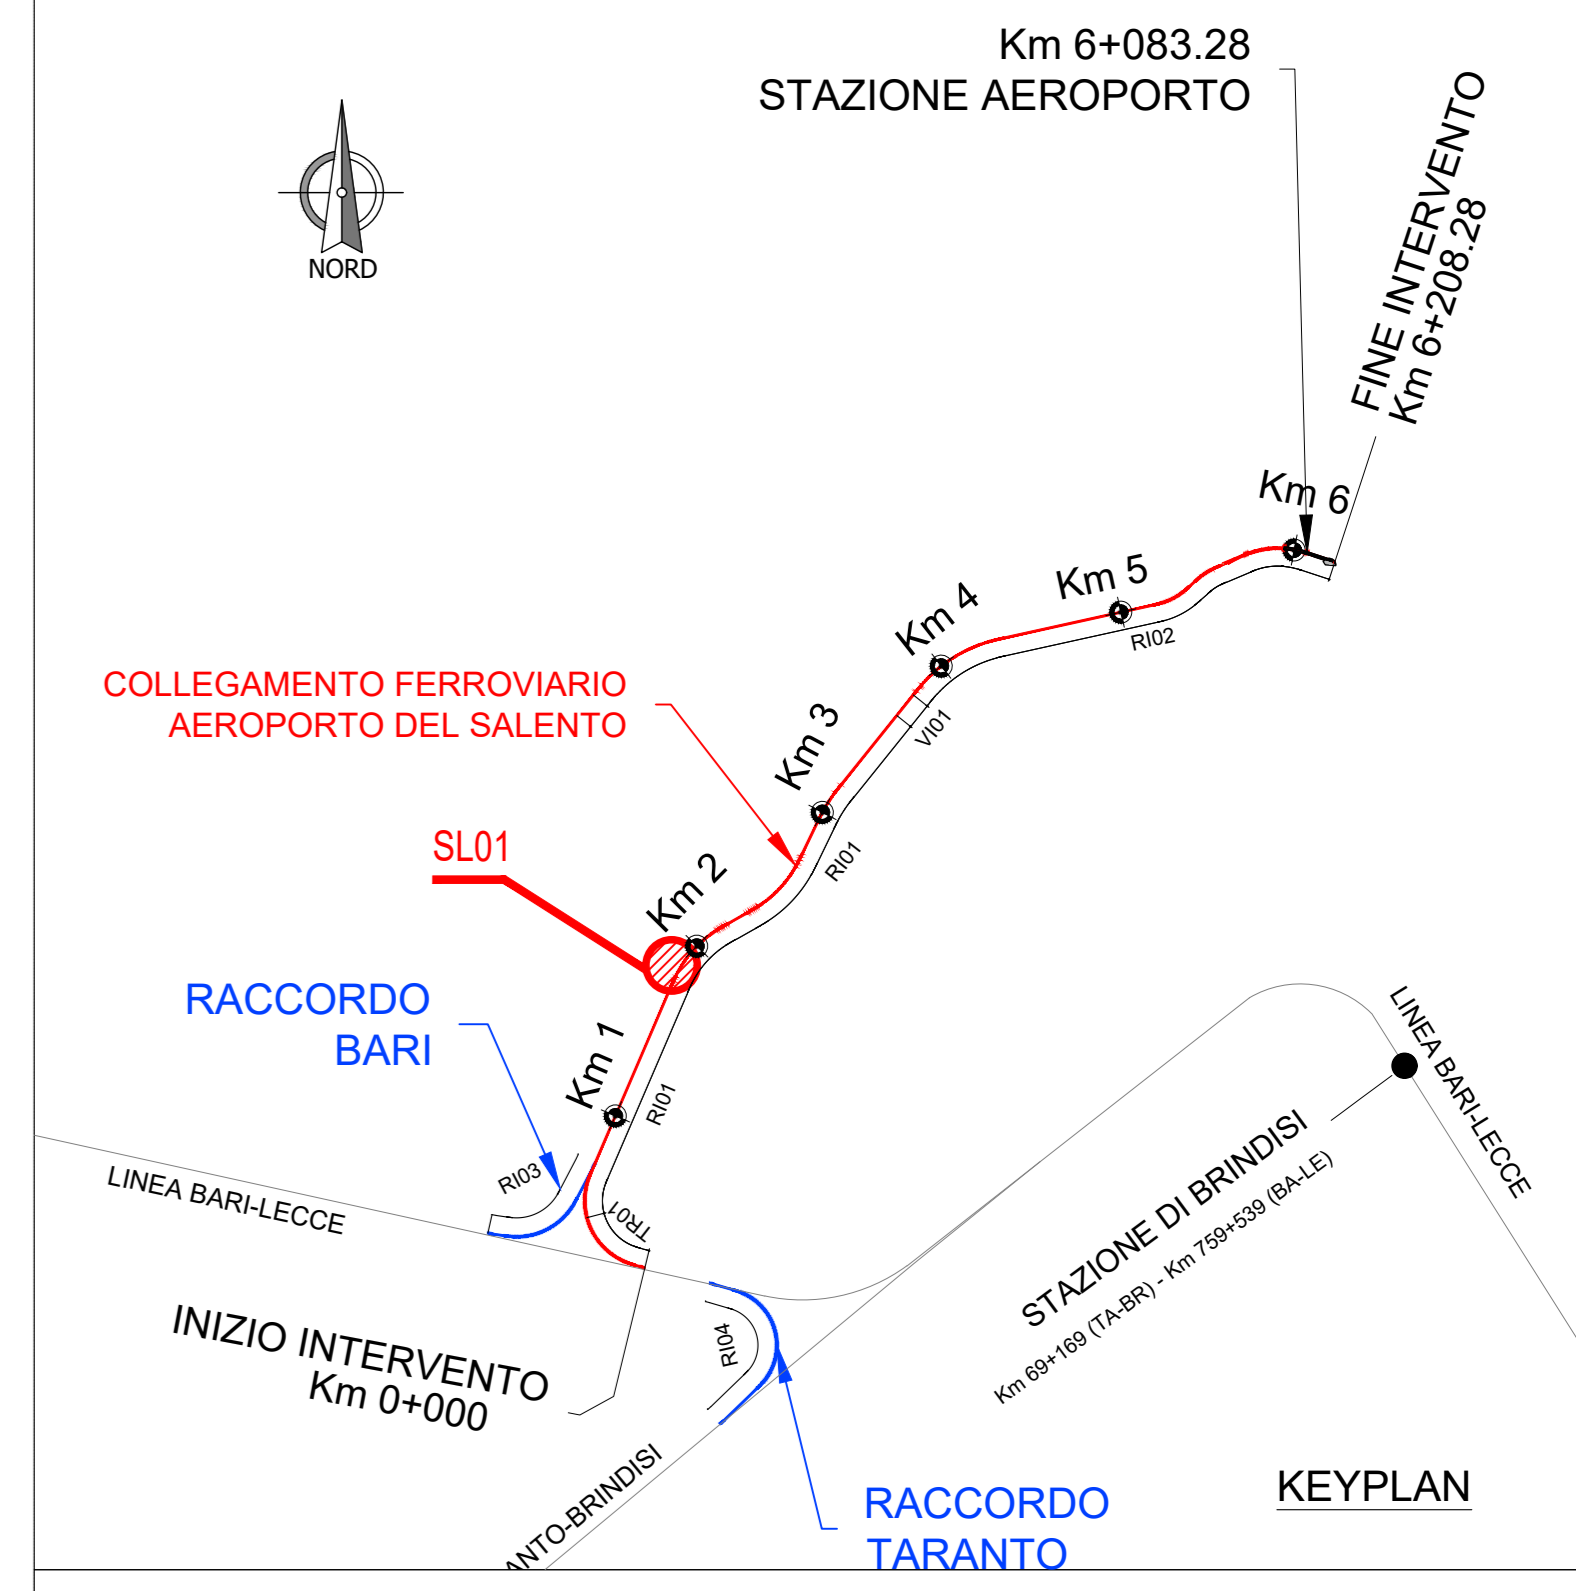 Km 6+083.28
STAZIONE AEROPORTO
NORD
FINE INTERVENTO
Km 6+208.28
Km 6
Km 5
RI02
Km 4
VI01
COLLEGAMENTO FERROVIARIO
AEROPORTO DEL SALENTO
Km 3
RI01
SL01
Km 2
RACCORDO
BARI
Km 1
RI01
LINEA BARI-LECCE
RI03
TR01
LINEA BARI-LECCE
STAZIONE DI BRINDISI
Km 69+169 (TA-BR) - Km 759+539 (BA-LE)
INIZIO INTERVENTO
Km 0+000
RI04
ANTO-BRINDISI
RACCORDO
TARANTO
KEYPLAN